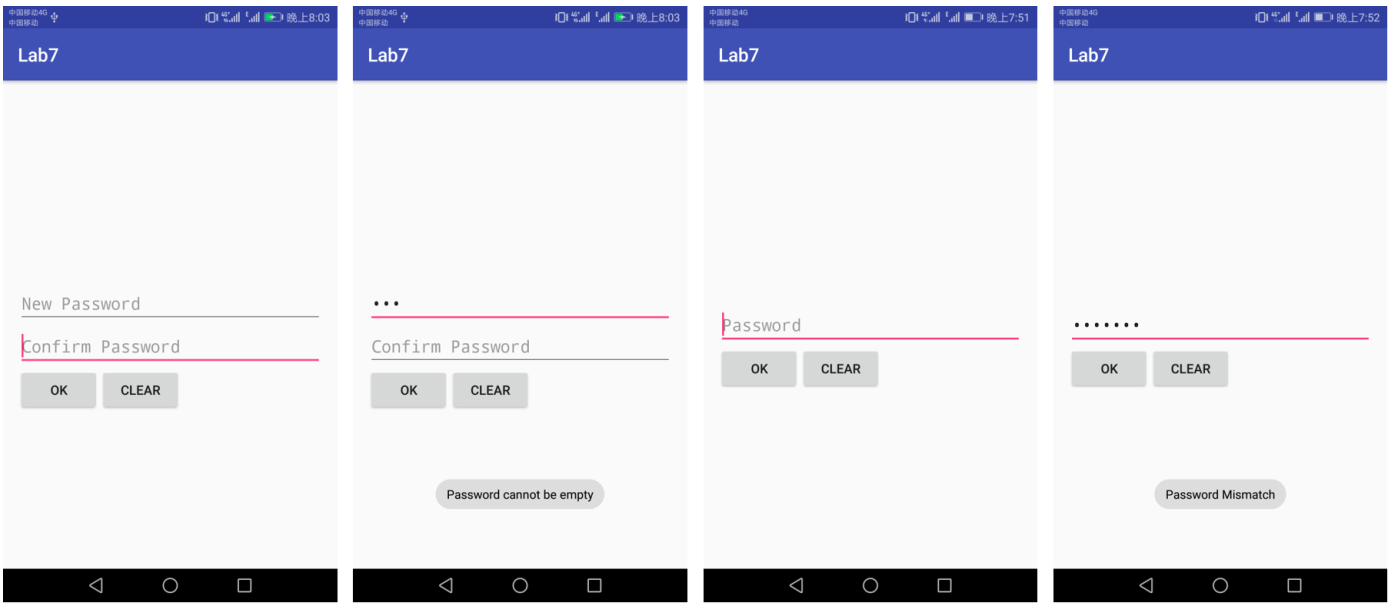 中国移动4G
中国移动
晚上8:03
Lab7
New Password
Confirm Password
OK CLEAR
中国移动4G
中国移动
晚上8:03
Lab7
•••
Confirm Password
OK CLEAR
Password cannot be empty
中国移动4G
中国移动
晚上7:51
Lab7
Password
OK CLEAR
中国移动4G
中国移动
晚上7:52
Lab7
•••••••
OK CLEAR
Password Mismatch